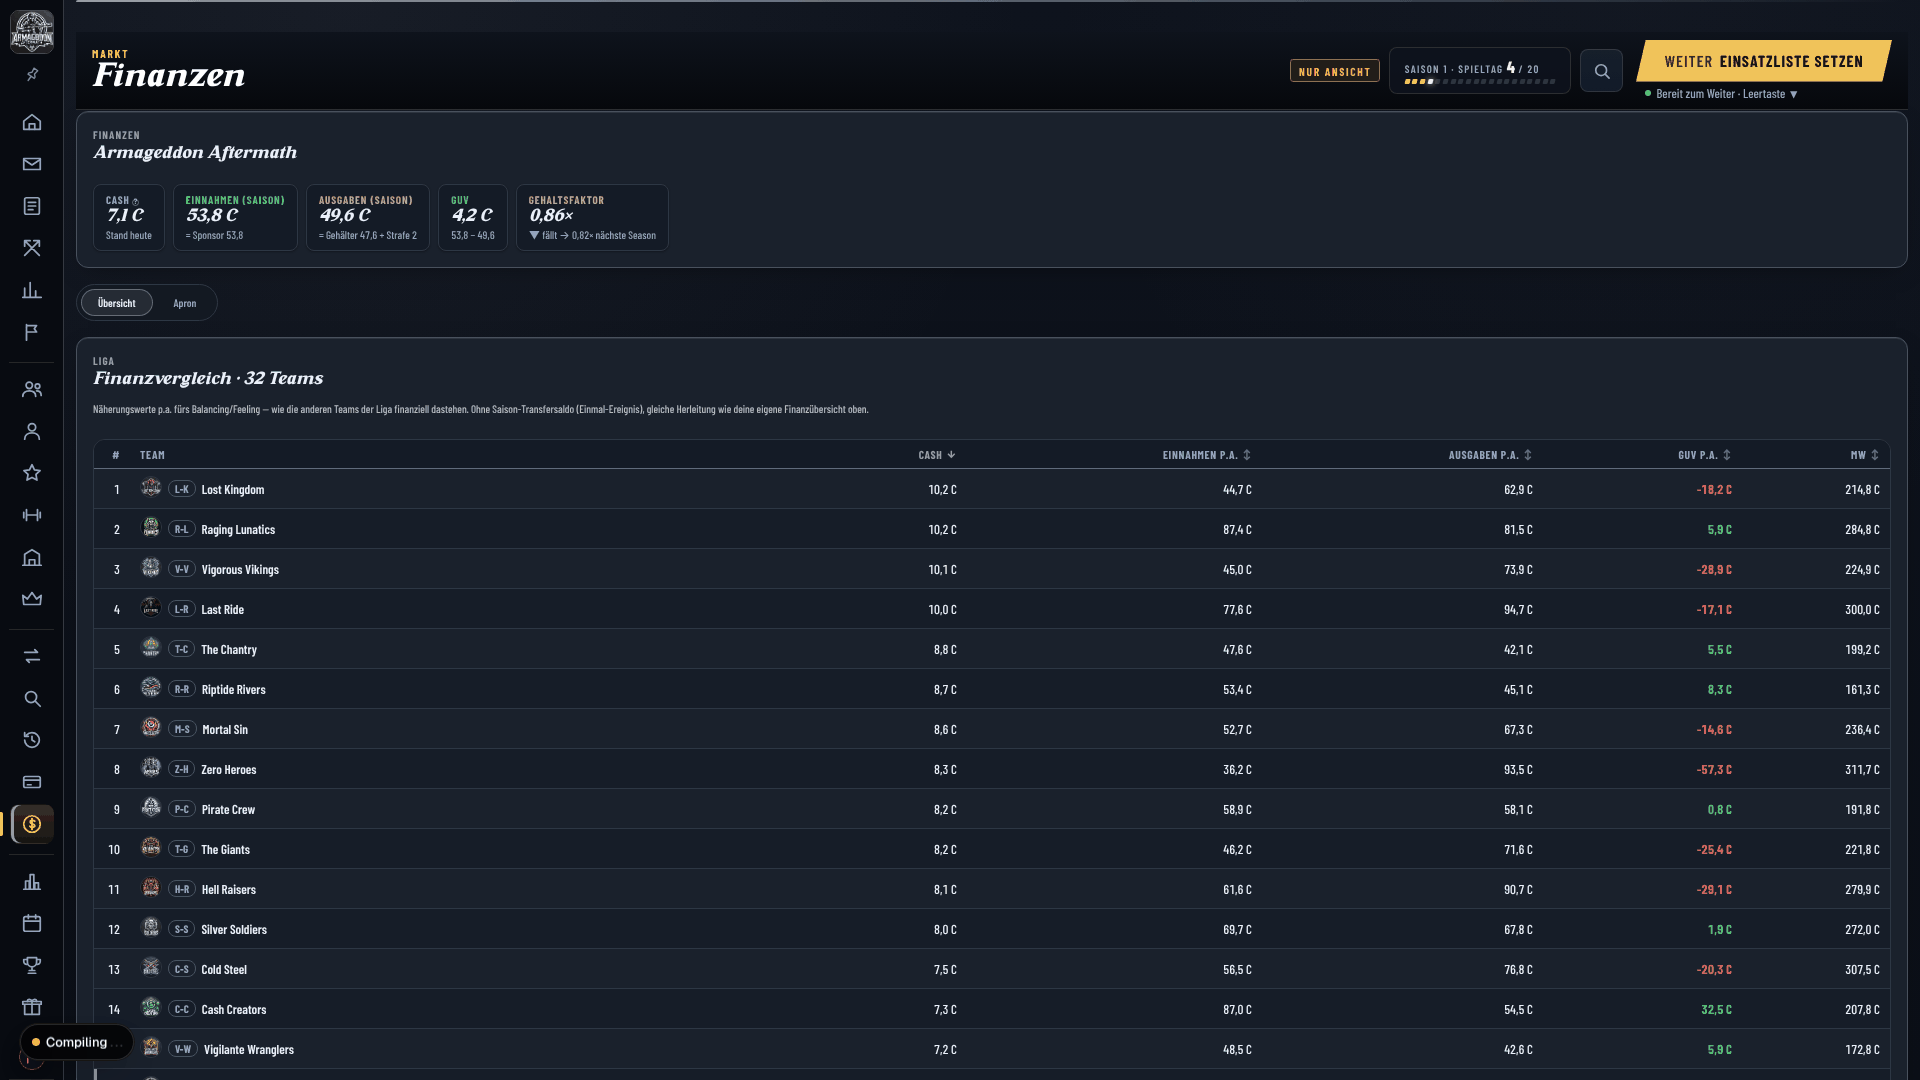 MARKT
Finanzen
NUR ANSICHT
SAISON 1 · SPIELTAG 4 / 20
WEITER EINSATZLISTE SETZEN
Bereit zum Weiter · Leertaste ▼
FINANZEN
Armageddon Aftermath
CASH ?
7,1 C
Stand heute
EINNAHMEN (SAISON)
53,8 C
= Sponsor 53,8
AUSGABEN (SAISON)
49,6 C
= Gehälter 47,6 + Strafe 2
GUV
4,2 C
53,8 – 49,6
GEHALTSFAKTOR
0,86×
▼ fällt → 0,82× nächste Season
Übersicht Apron
LIGA
Finanzvergleich · 32 Teams
Näherungswerte p.a. fürs Balancing/Feeling — wie die anderen Teams der Liga finanziell dastehen. Ohne Saison-Transfersaldo (Einmal-Ereignis), gleiche Herleitung wie deine eigene Finanzübersicht oben.
# TEAM CASH ↓ EINNAHMEN P.A. ↕ AUSGABEN P.A. ↕ GUV P.A. ↕ MW ↕
1 L-K Lost Kingdom 10,2 C 44,7 C 62,9 C -18,2 C 214,8 C
2 R-L Raging Lunatics 10,2 C 87,4 C 81,5 C 5,9 C 284,8 C
3 V-V Vigorous Vikings 10,1 C 45,0 C 73,9 C -28,9 C 224,9 C
4 L-R Last Ride 10,0 C 77,6 C 94,7 C -17,1 C 300,0 C
5 T-C The Chantry 8,8 C 47,6 C 42,1 C 5,5 C 199,2 C
6 R-R Riptide Rivers 8,7 C 53,4 C 45,1 C 8,3 C 161,3 C
7 M-S Mortal Sin 8,6 C 52,7 C 67,3 C -14,6 C 236,4 C
8 Z-H Zero Heroes 8,3 C 36,2 C 93,5 C -57,3 C 311,7 C
9 P-C Pirate Crew 8,2 C 58,9 C 58,1 C 0,8 C 191,8 C
10 T-G The Giants 8,2 C 46,2 C 71,6 C -25,4 C 221,8 C
11 H-R Hell Raisers 8,1 C 61,6 C 90,7 C -29,1 C 279,9 C
12 S-S Silver Soldiers 8,0 C 69,7 C 67,8 C 1,9 C 272,0 C
13 C-S Cold Steel 7,5 C 56,5 C 76,8 C -20,3 C 307,5 C
14 C-C Cash Creators 7,3 C 87,0 C 54,5 C 32,5 C 207,8 C
V-W Vigilante Wranglers 7,2 C 48,5 C 42,6 C 5,9 C 172,8 C
Compiling ...